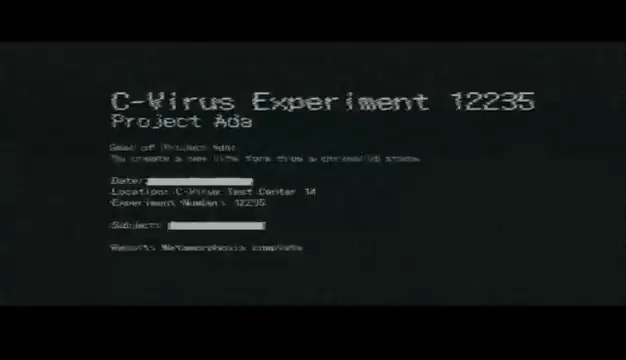 C-Virus Experiment 12235
Project Ada
Goal of Project Ada:
To create a new life form from a chrysalid state.
Date:
Location: C-Virus Test Center 14
Experiment Number: 12235
Subject:
Result: Metamorphosis complete